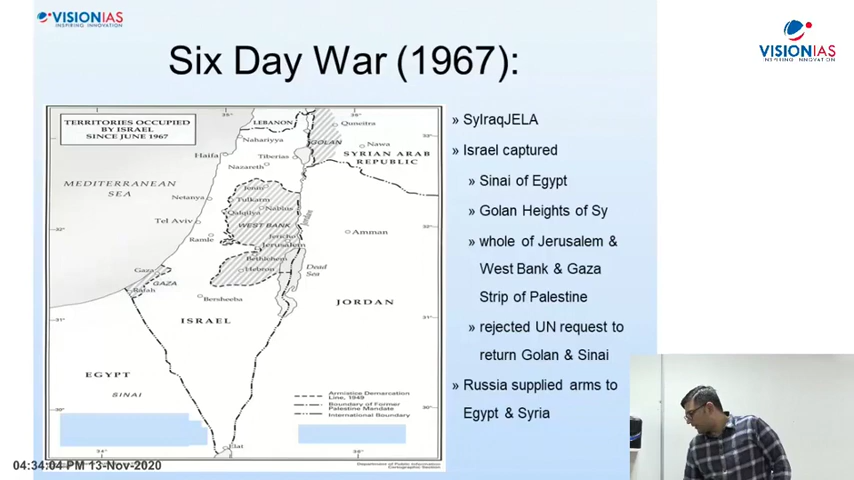 VISIONIAS
INSPIRING INNOVATION
VISIONIAS
INSPIRING INNOVATION
Six Day War (1967):
TERRITORIES OCCUPIED
BY ISRAEL
SINCE JUNE 1967
LEBANON
Nahariyya
Quneitra
GOLAN
Nawa
Haifa
Tiberias
SYRIAN ARAB
REPUBLIC
Nazareth
MEDITERRANEAN
SEA
Jenin
Netanya
Tulkarm
Nablus
Qalqilya
Tel Aviv
WEST BANK
Jordan
Ramle
Jericho
Amman
Jerusalem
Bethlehem
Gaza
Hebron
Dead
Sea
GAZA
Rafah
Beersheba
JORDAN
ISRAEL
EGYPT
SINAI
Armistice Demarcation
Line, 1949
Boundary of Former
Palestine Mandate
International Boundary
Elat
Department of Public Information
Cartographic Section
» SyIraqJELA
» Israel captured
» Sinai of Egypt
» Golan Heights of Sy
» whole of Jerusalem &
West Bank & Gaza
Strip of Palestine
» rejected UN request to
return Golan & Sinai
» Russia supplied arms to
Egypt & Syria
04:34:04 PM 13-Nov-2020